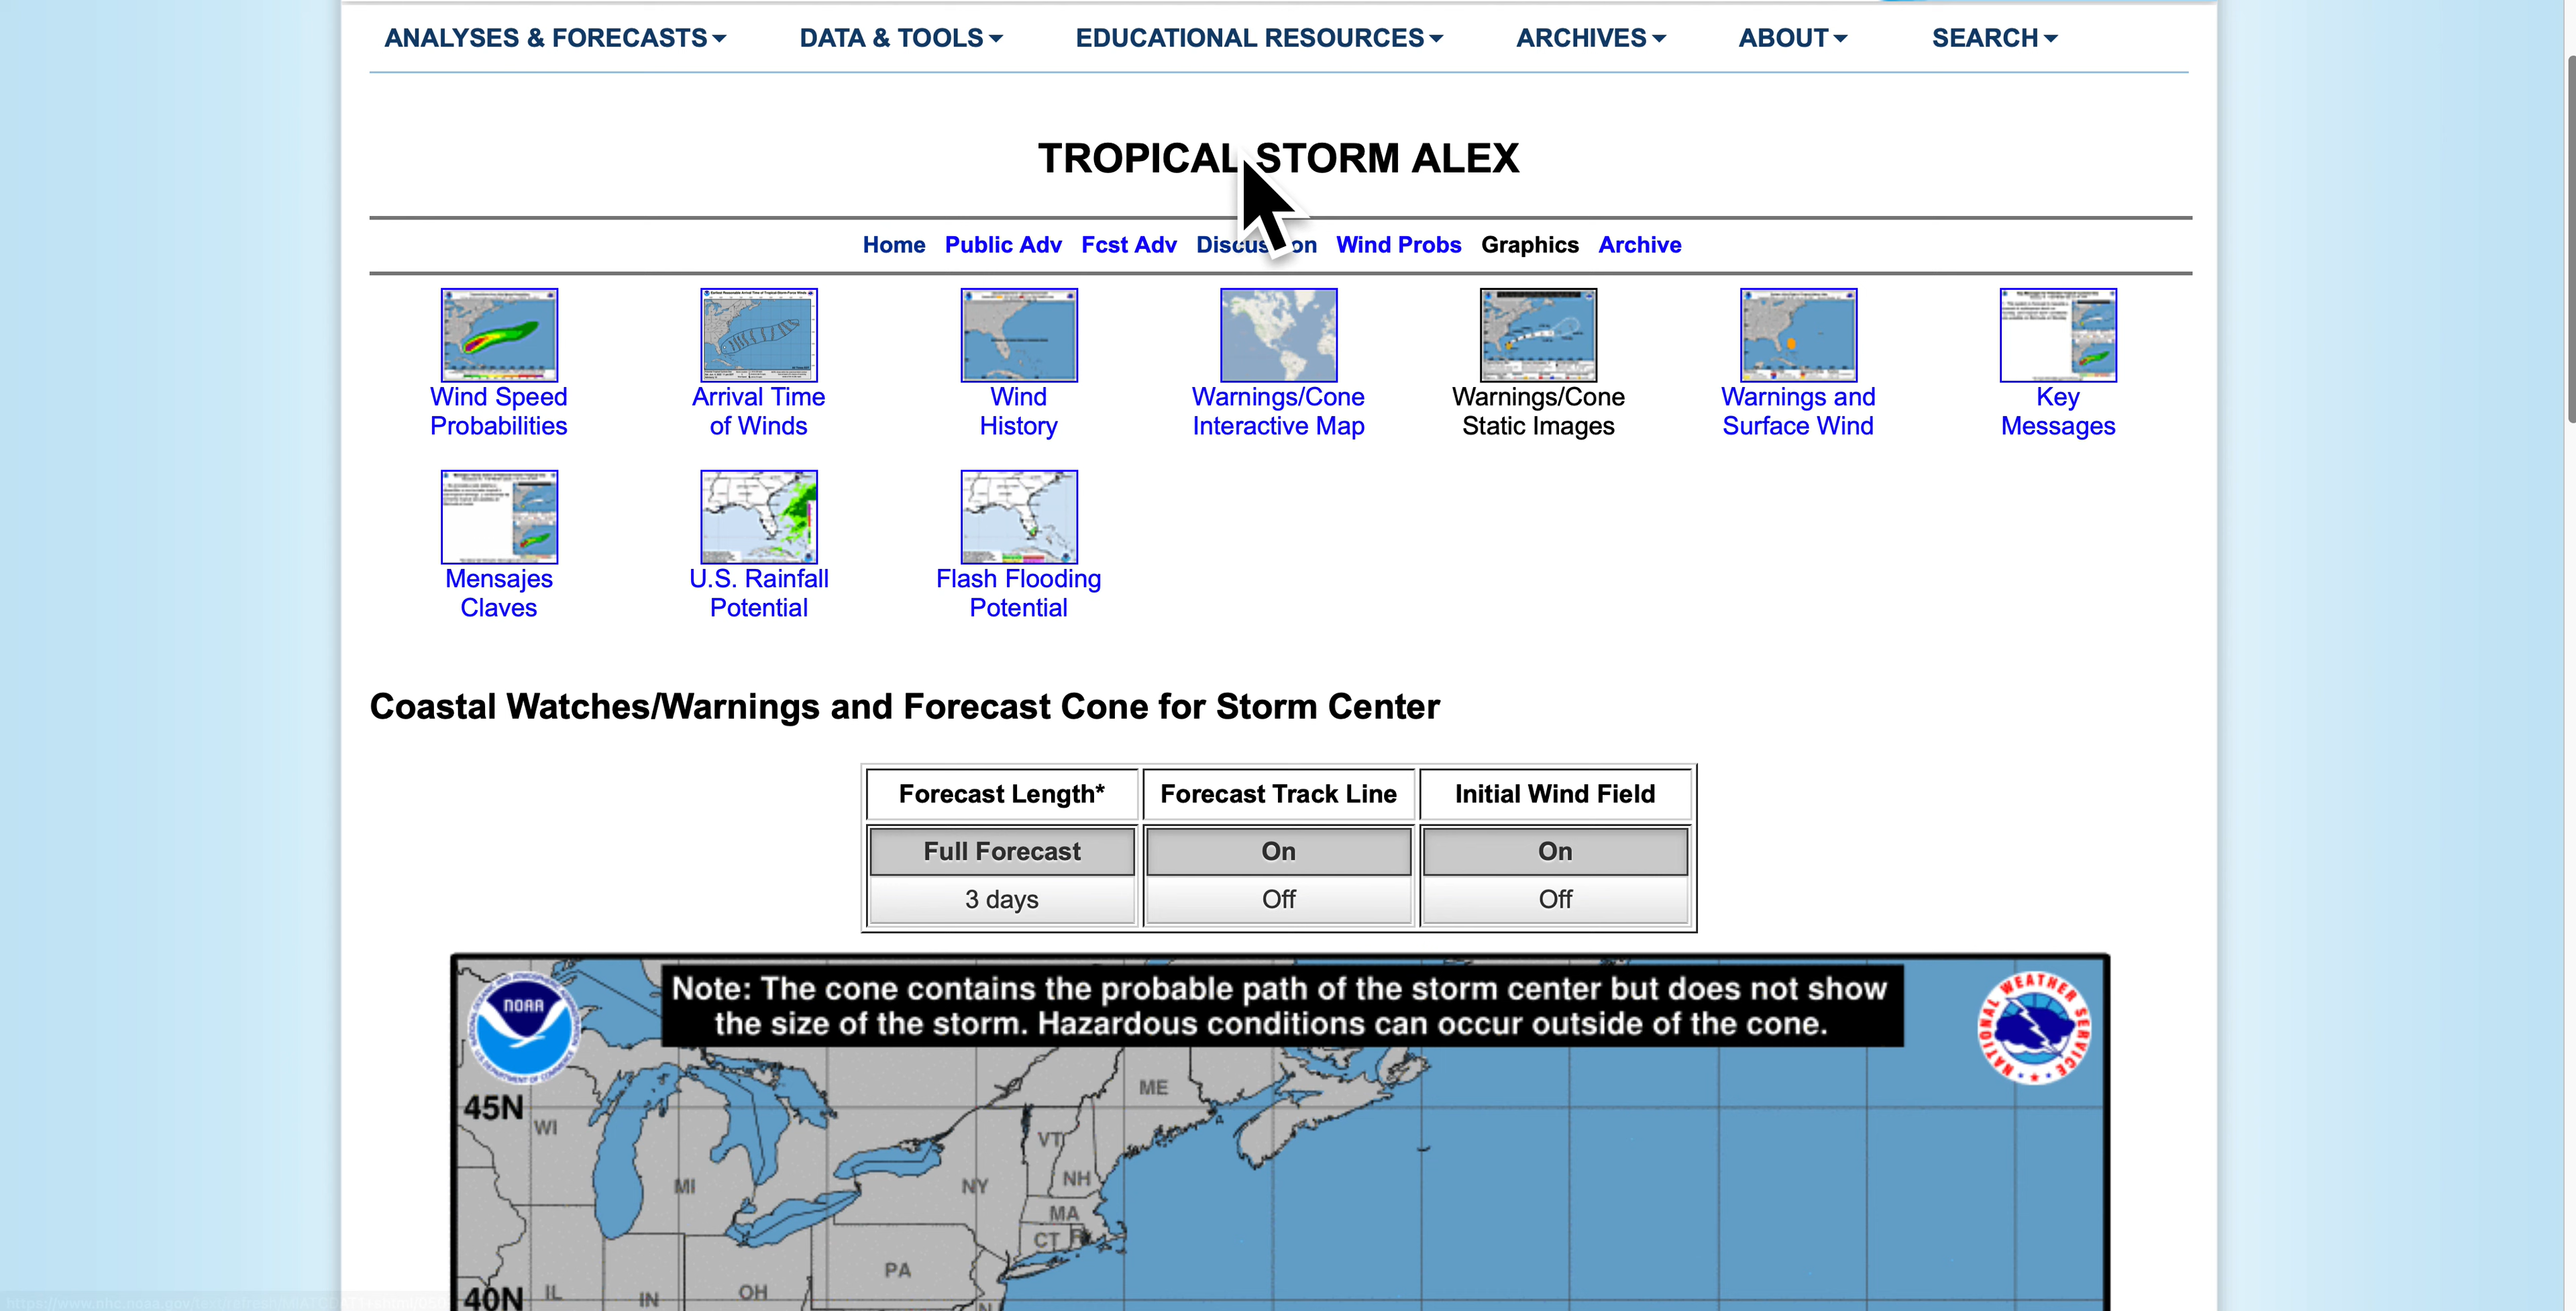 ANALYSES & FORECASTS
DATA & TOOLS
EDUCATIONAL RESOURCES
ARCHIVES
ABOUT
SEARCH
TROPICAL STORM ALEX
Home Public Adv Fcst Adv Discussion Wind Probs Graphics Archive
Wind Speed
Probabilities
Arrival Time
of Winds
Wind
History
Warnings/Cone
Interactive Map
Warnings/Cone
Static Images
Warnings and
Surface Wind
Key
Messages
Mensajes
Claves
U.S. Rainfall
Potential
Flash Flooding
Potential
Coastal Watches/Warnings and Forecast Cone for Storm Center
Forecast Length* Forecast Track Line Initial Wind Field
Full Forecast On On
3 days Off Off
Note: The cone contains the probable path of the storm center but does not show
the size of the storm. Hazardous conditions can occur outside of the cone.
NOAA
NATIONAL WEATHER SERVICE
ME
45N
WI
VT
NH
MI
NY
MA
CT
PA
40N
IL
IN
OH